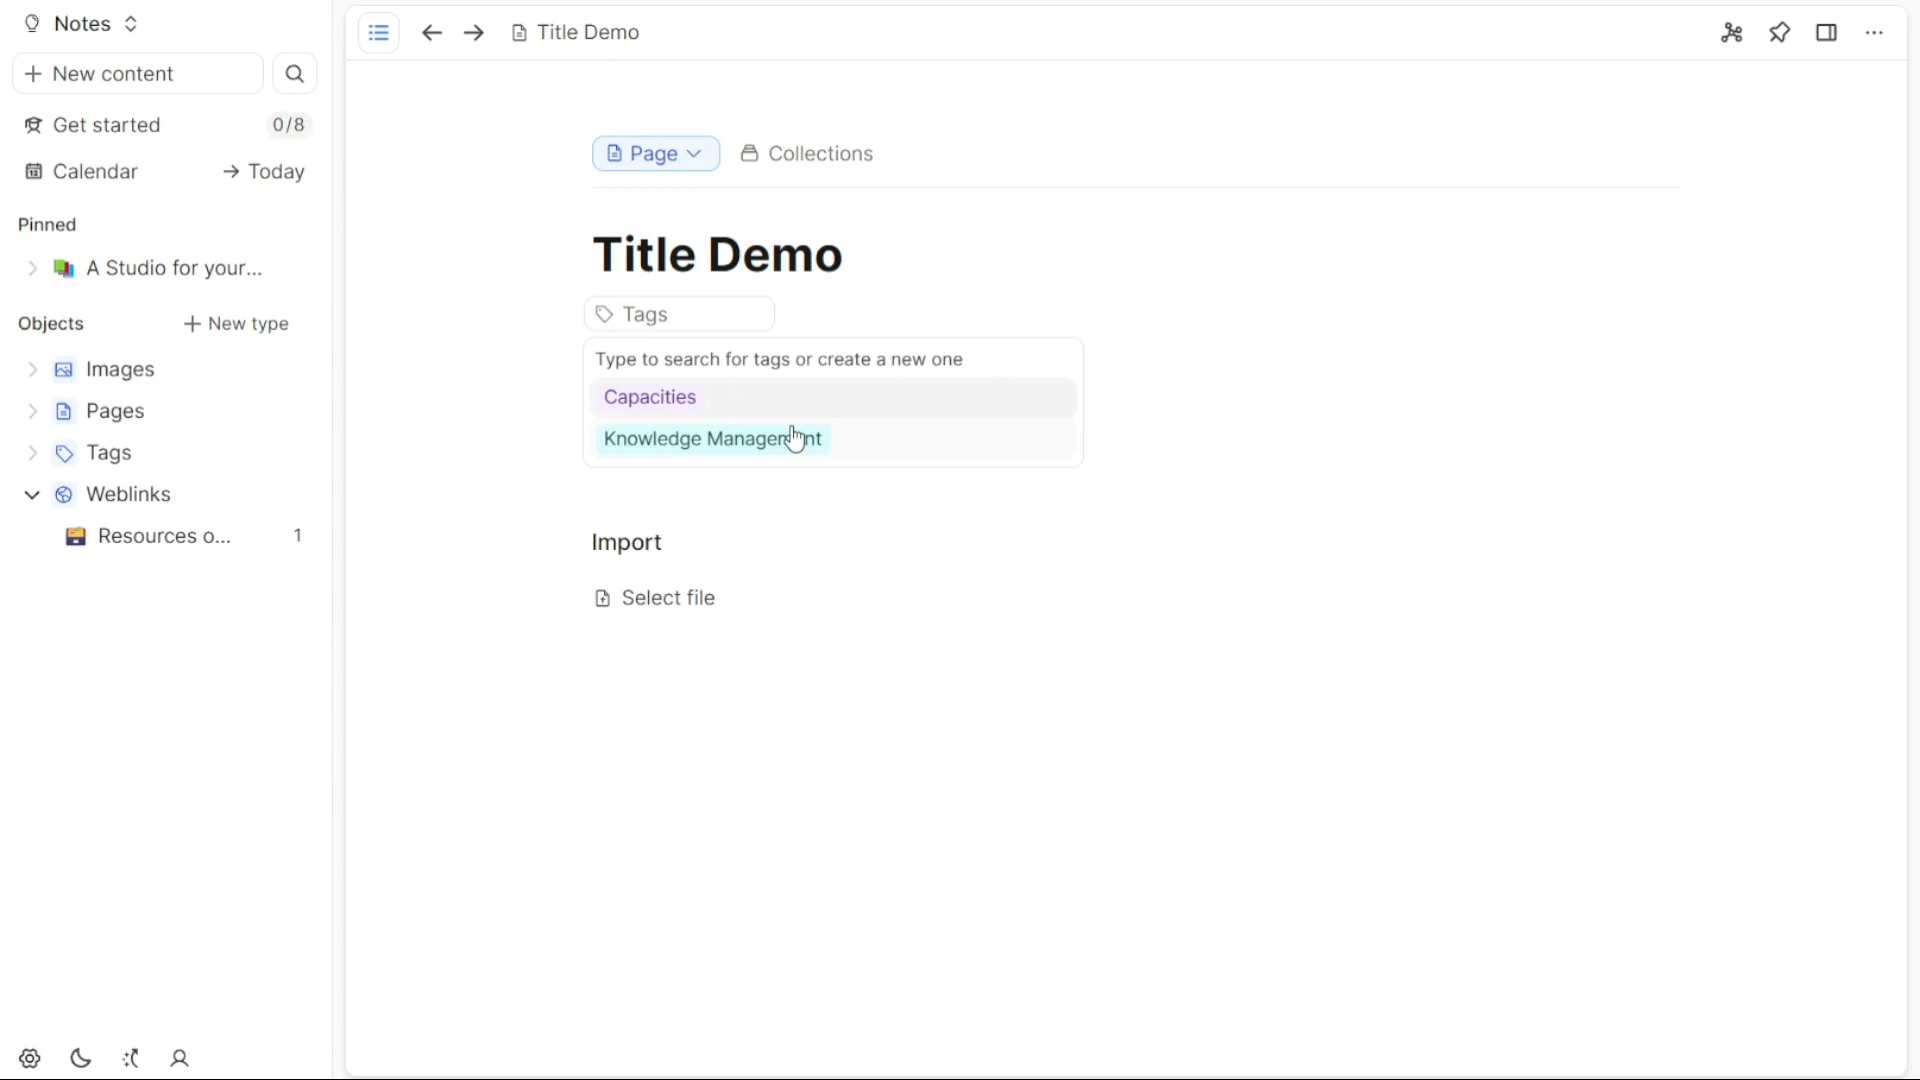 Notes
New content
Get started 0/8
Calendar → Today
Pinned
A Studio for your...
Objects + New type
Images
Pages
Tags
Weblinks
Resources o... 1
Title Demo
Page Collections
Title Demo
Tags
Type to search for tags or create a new one
Capacities
Knowledge Management
Import
Select file